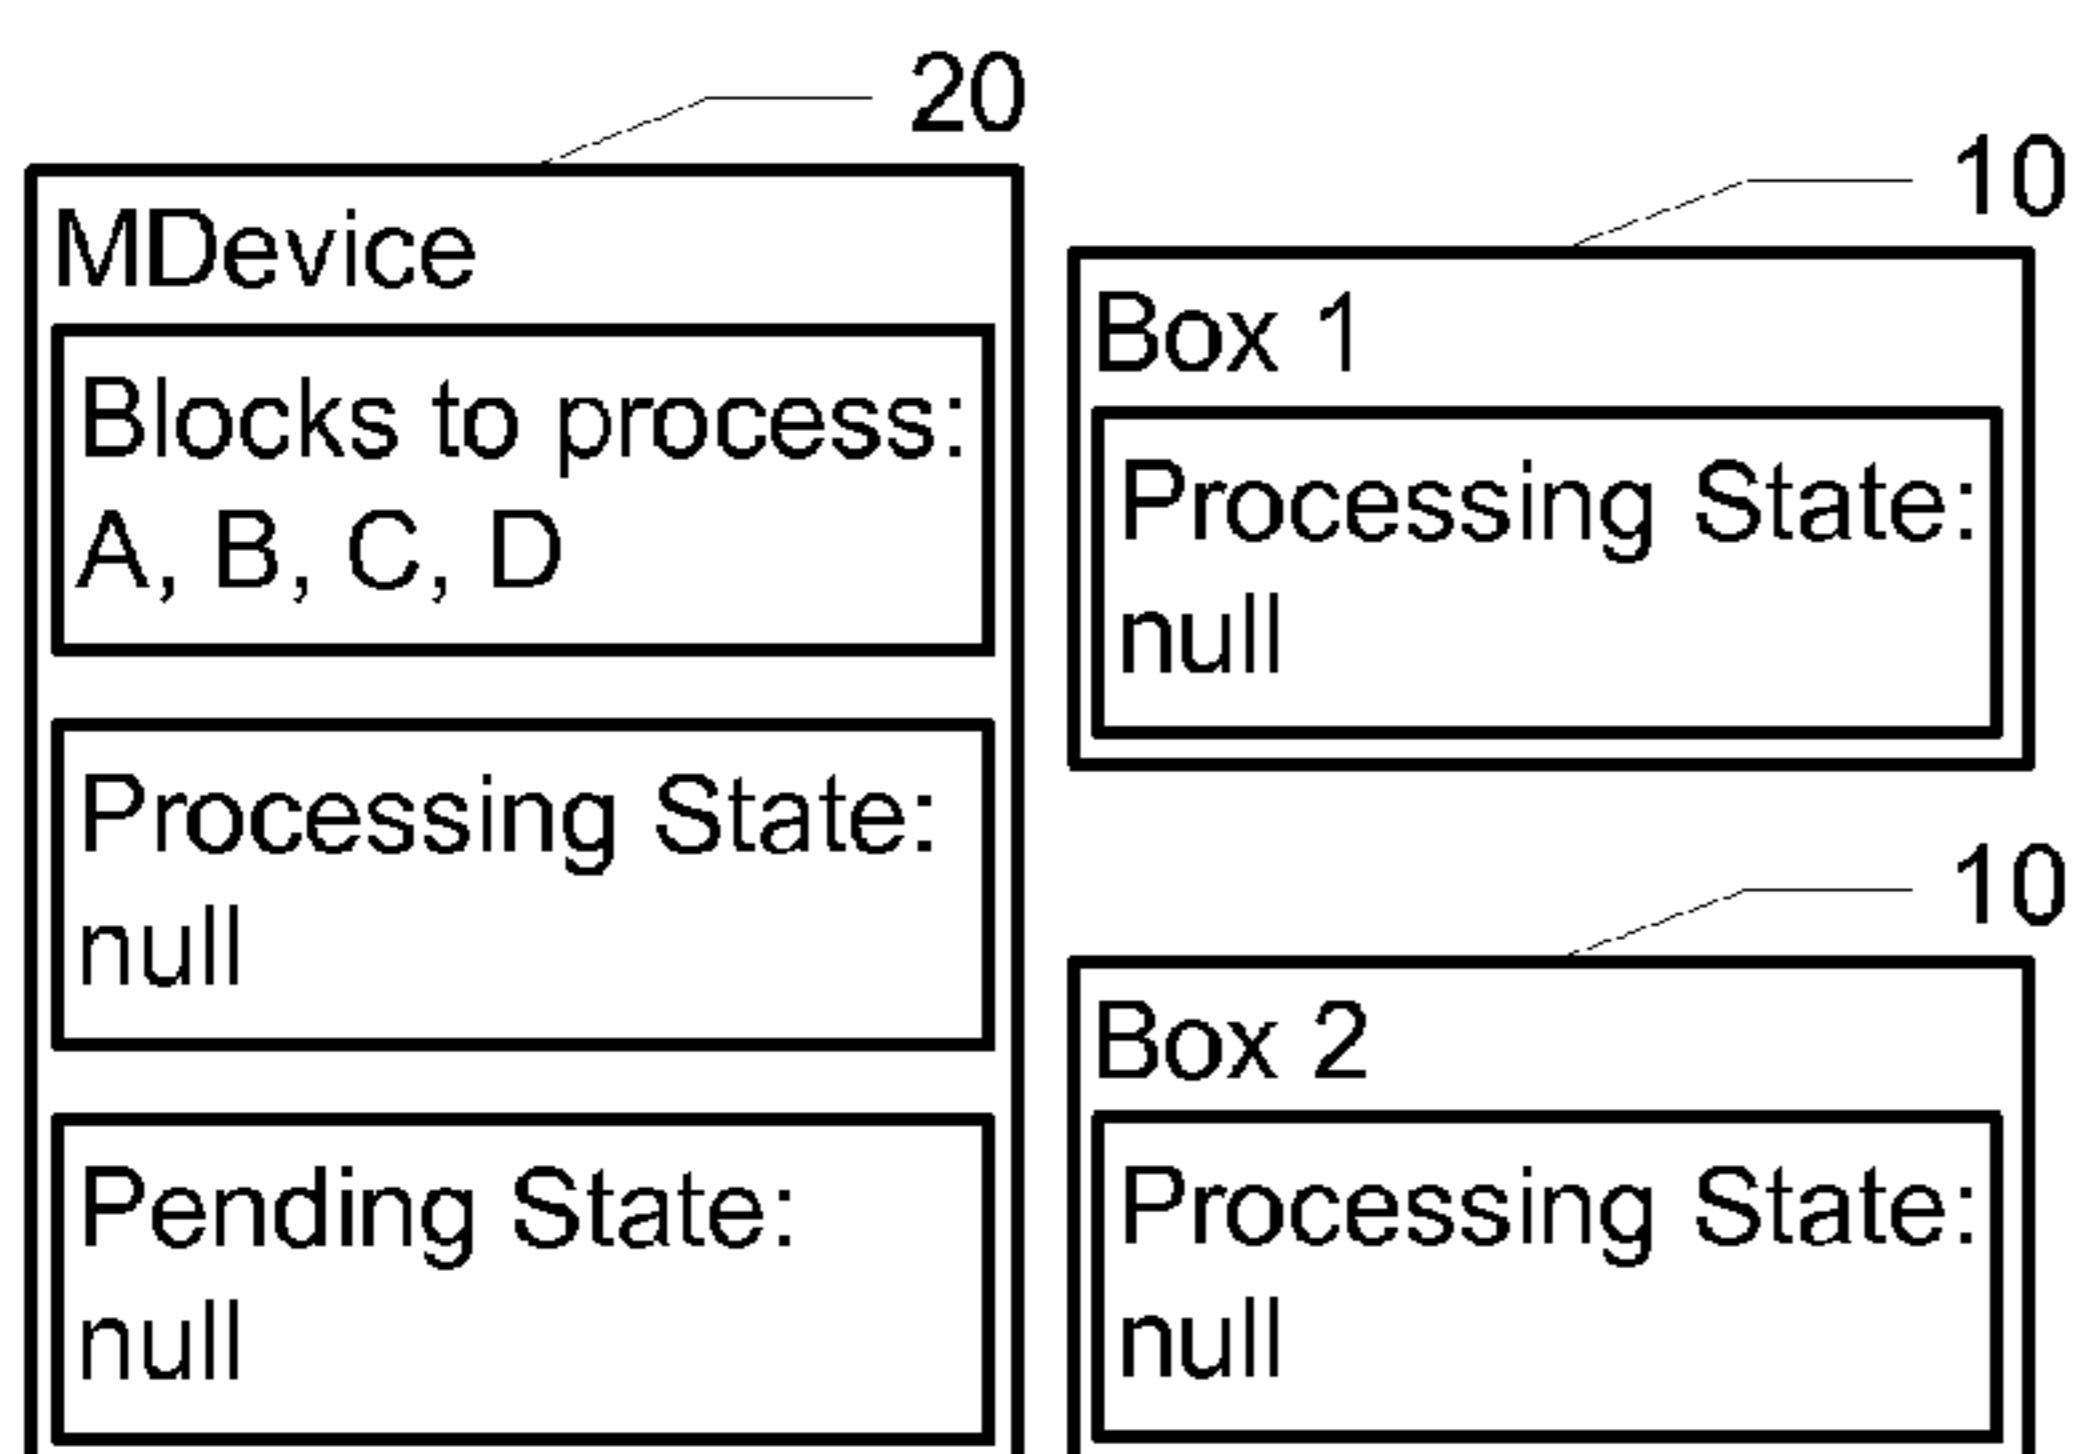 20
MDevice
Blocks to process:
A, B, C, D
Processing State:
null
Pending State:
null
10
Box 1
Processing State:
null
10
Box 2
Processing State:
null